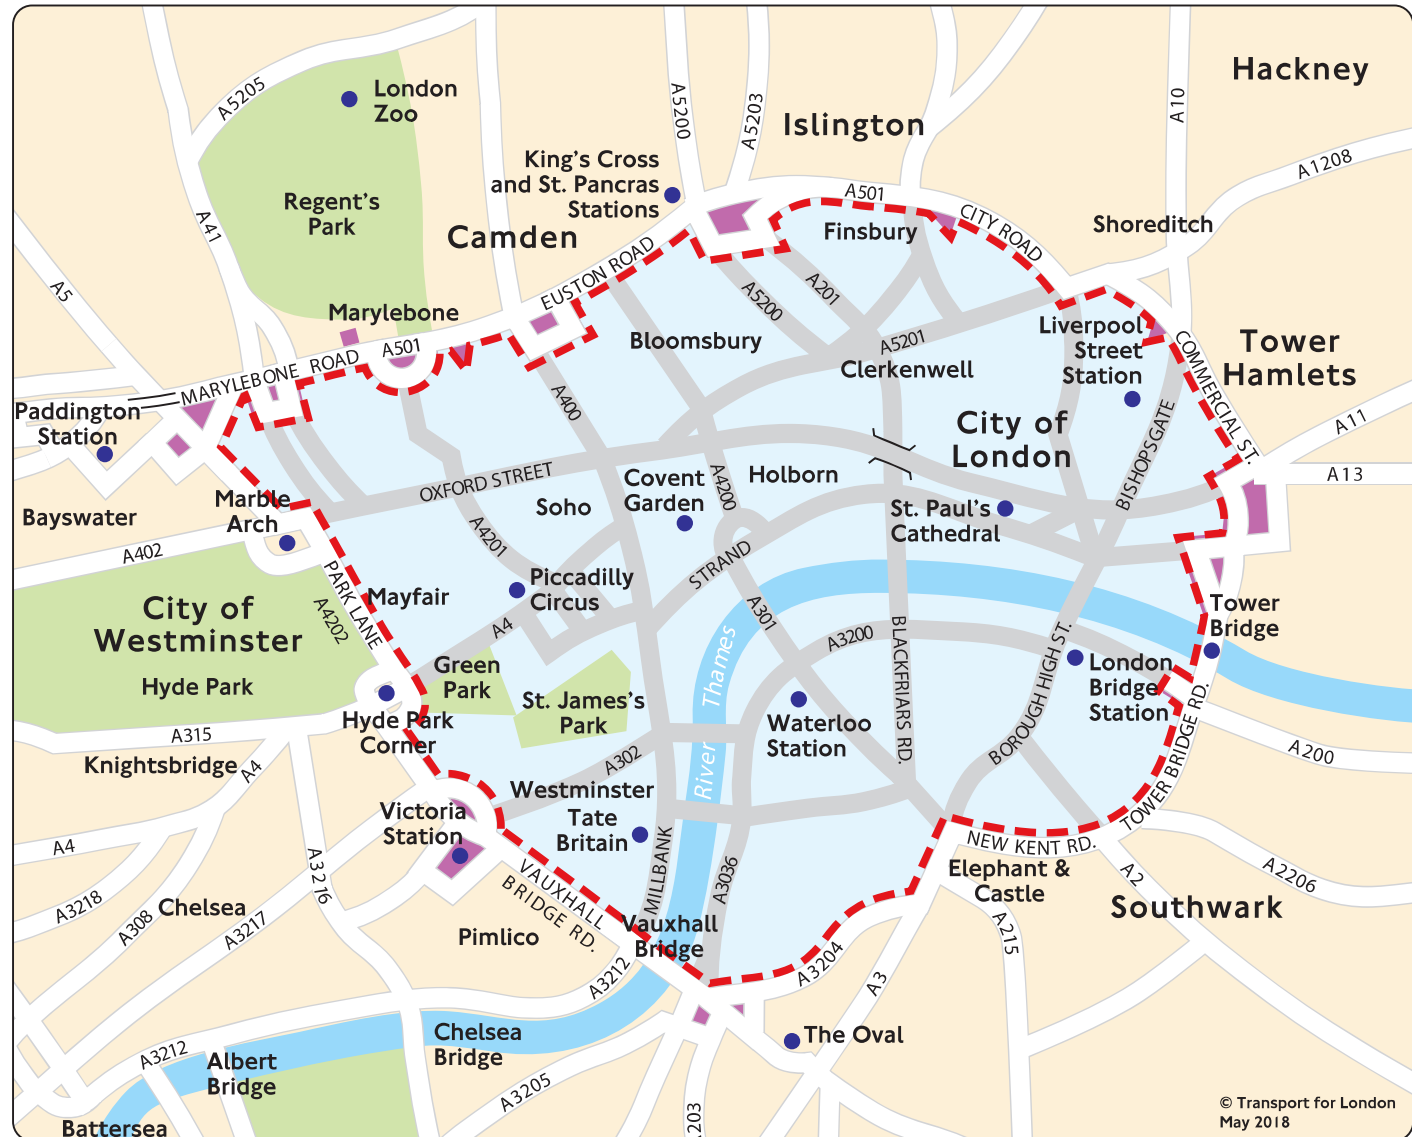 Hackney
A5205
London
Zoo
A5200
A5203
A10
Islington
A1208
King's Cross
and St. Pancras
Stations
A501
Regent's
Park
A41
Camden
Finsbury
CITY ROAD
Shoreditch
EUSTON ROAD
A5
A5200
A201
Marylebone
A501
Bloomsbury
A5201
Liverpool
Street
Station
Tower
Hamlets
Clerkenwell
COMMERCIAL ST.
MARYLEBONE ROAD
A400
Paddington
Station
City of
London
BISHOPSGATE
A11
A13
OXFORD STREET
Covent
Garden
A4200
Holborn
Marble
Arch
Soho
St. Paul's
Cathedral
Bayswater
A402
A4201
STRAND
PARK LANE
A4202
Mayfair
Piccadilly
Circus
City of
Westminster
A4
A301
A3200
BLACKFRIARS RD.
BOROUGH HIGH ST.
Tower
Bridge
Hyde Park
Green
Park
St. James's
Park
River Thames
London
Bridge
Station
Hyde Park
Corner
Waterloo
Station
TOWER BRIDGE RD.
A200
A315
Knightsbridge
A4
A302
Westminster
Victoria
Station
Tate
Britain
MILLBANK
A3036
NEW KENT RD.
A4
A3216
VAUXHALL
BRIDGE RD.
Elephant &
Castle
A2
A2206
A3218
A308
Chelsea
A3217
Southwark
Pimlico
Vauxhall
Bridge
A215
A3212
A3204
A3
Chelsea
Bridge
The Oval
A3212
Albert
Bridge
A3205
A203
Battersea
© Transport for London
May 2018